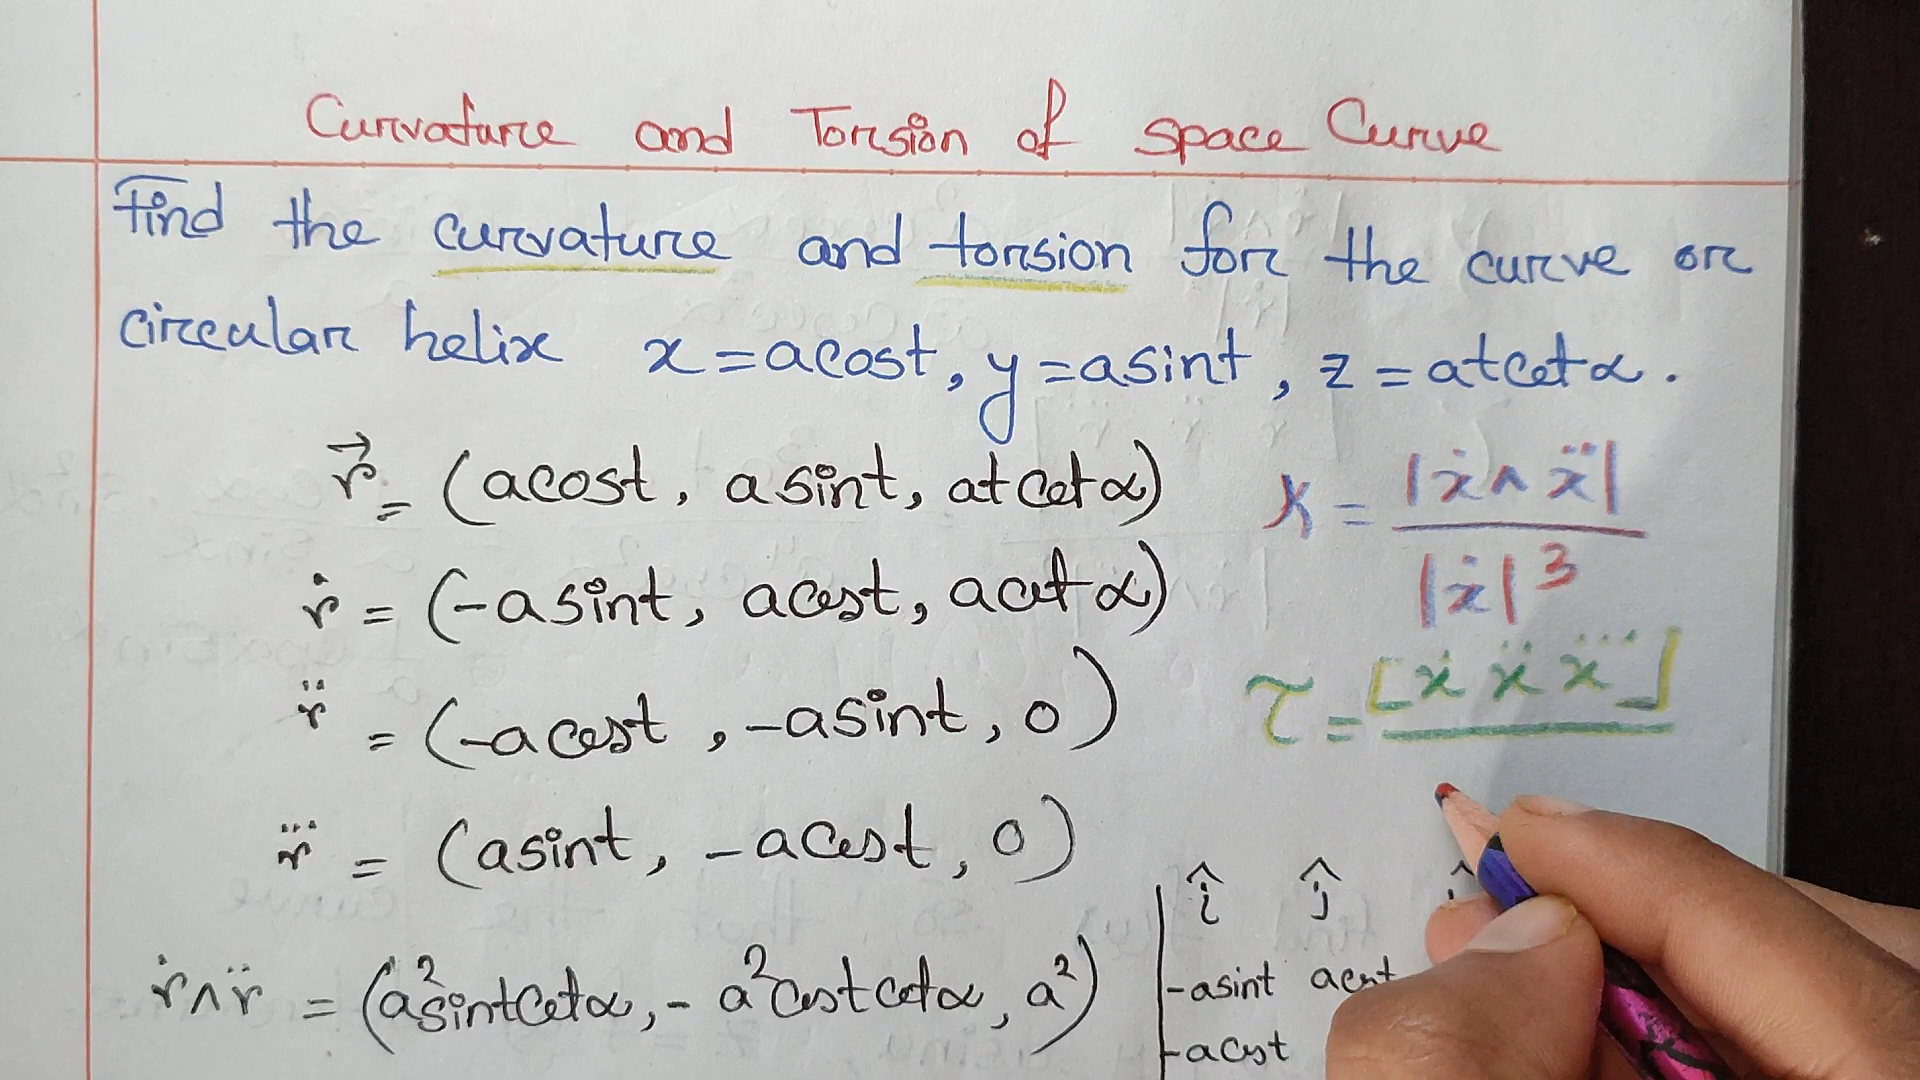 Curvature and Torsion of space Curve
Find the curvature and torsion for the curve or
circular helix x=acost, y=asint, z=atcotα.
r⃗ = (acost, asint, atcotα)
κ = |ẋ∧ẍ| / |ẋ|³
ṙ = (-asint, acost, acotα)
r̈ = (-acost, -asint, 0)
τ = [ẋ ẍ x⃛]
r⃛ = (asint, -acost, 0)
î ĵ
ṙ∧r̈ = (a²sintcotα, -a²costcotα, a²)
-asint acost
-acost